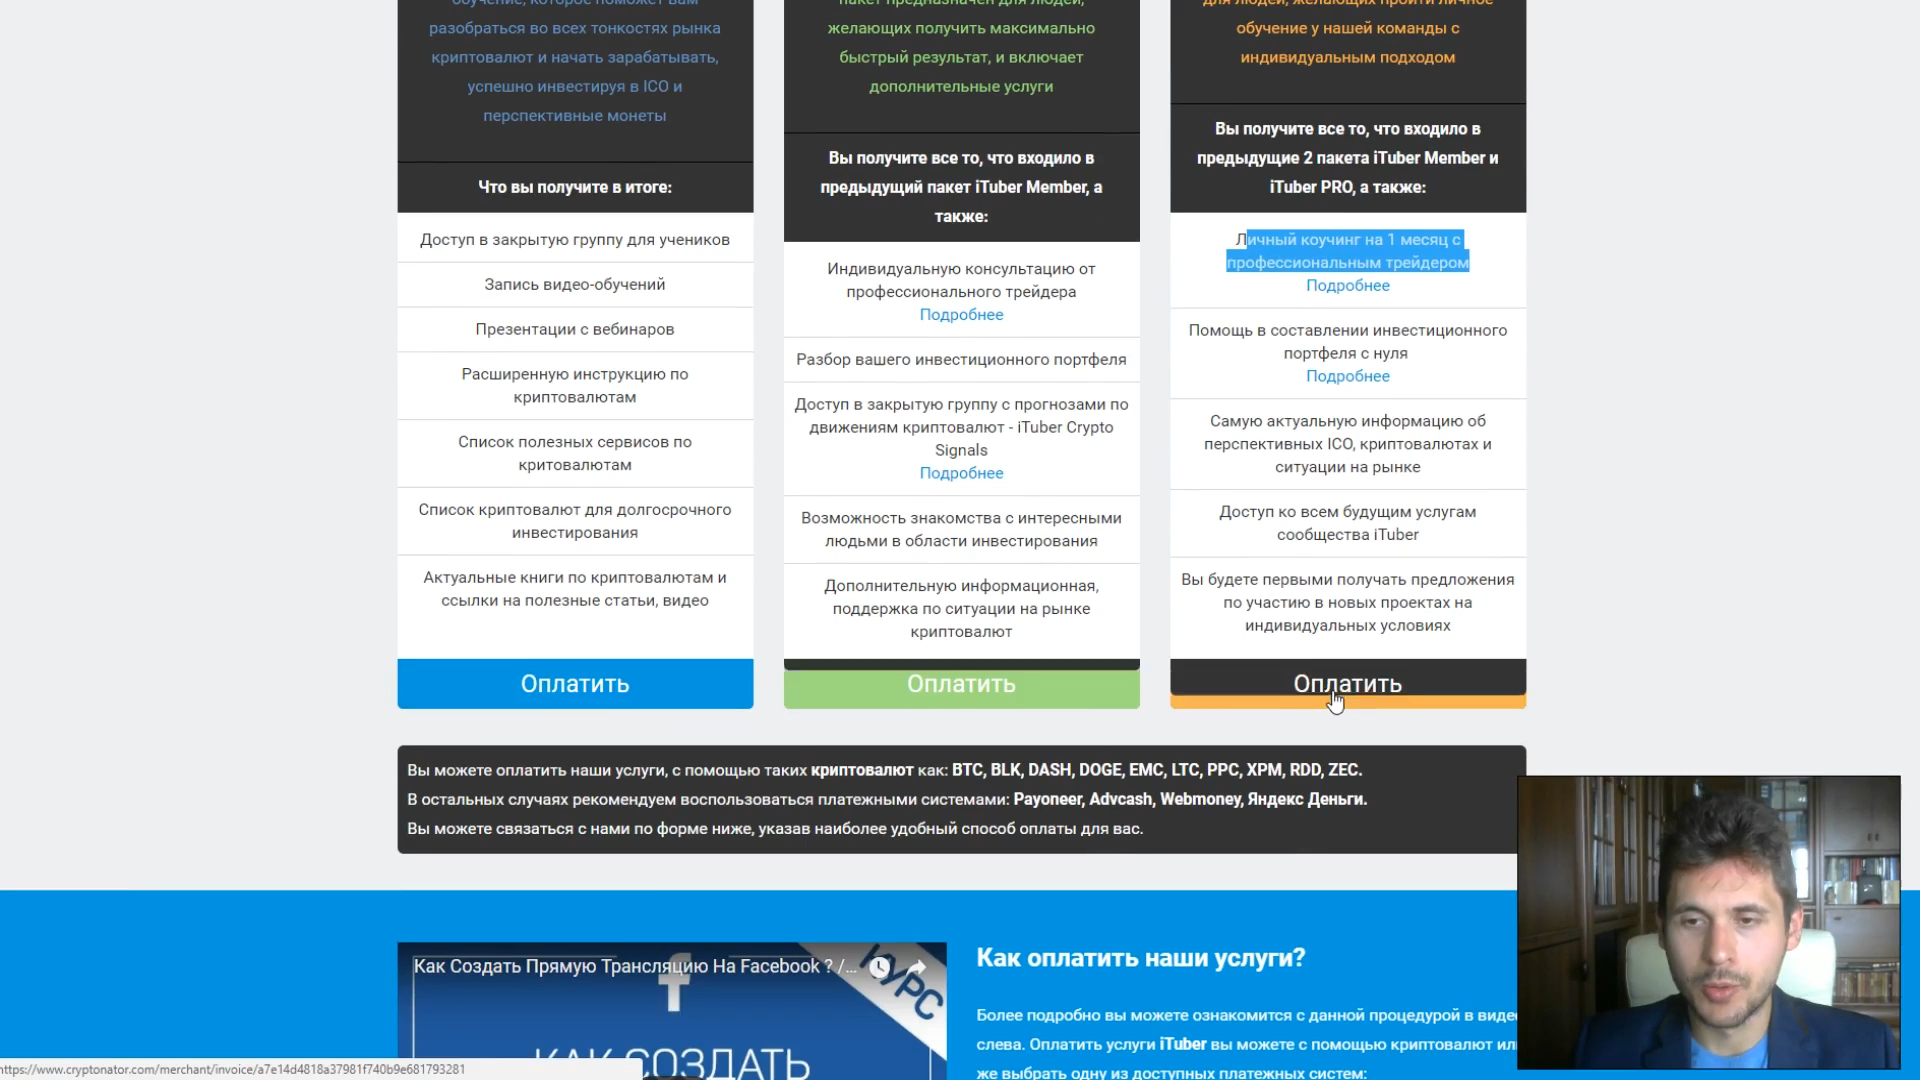 обучение, которое поможет вам
разобраться во всех тонкостях рынка
криптовалют и начать зарабатывать,
успешно инвестируя в ICO и
перспективные монеты
Что вы получите в итоге:
Доступ в закрытую группу для учеников
Запись видео-обучений
Презентации с вебинаров
Расширенную инструкцию по
криптовалютам
Список полезных сервисов по
критовалютам
Список криптовалют для долгосрочного
инвестирования
Актуальные книги по криптовалютам и
ссылки на полезные статьи, видео
Оплатить
пакет предназначен для людей,
желающих получить максимально
быстрый результат, и включает
дополнительные услуги
Вы получите все то, что входило в
предыдущий пакет iTuber Member, а
также:
Индивидуальную консультацию от
профессионального трейдера
Подробнее
Разбор вашего инвестиционного портфеля
Доступ в закрытую группу с прогнозами по
движениям криптовалют - iTuber Crypto
Signals
Подробнее
Возможность знакомства с интересными
людьми в области инвестирования
Дополнительную информационная,
поддержка по ситуации на рынке
криптовалют
Оплатить
для людей, желающих пройти личное
обучение у нашей команды с
индивидуальным подходом
Вы получите все то, что входило в
предыдущие 2 пакета iTuber Member и
iTuber PRO, а также:
Личный коучинг на 1 месяц с
профессиональным трейдером
Подробнее
Помощь в составлении инвестиционного
портфеля с нуля
Подробнее
Самую актуальную информацию об
перспективных ICO, криптовалютах и
ситуации на рынке
Доступ ко всем будущим услугам
сообщества iTuber
Вы будете первыми получать предложения
по участию в новых проектах на
индивидуальных условиях
Оплатить
Вы можете оплатить наши услуги, с помощью таких криптовалют как: BTC, BLK, DASH, DOGE, EMC, LTC, PPC, XPM, RDD, ZEC.
В остальных случаях рекомендуем воспользоваться платежными системами: Payoneer, Advcash, Webmoney, Яндекс Деньги.
Вы можете связаться с нами по форме ниже, указав наиболее удобный способ оплаты для вас.
Как Создать Прямую Трансляцию На Facebook ? /...
КУРС
f
КАК СОЗДАТЬ
Как оплатить наши услуги?
Более подробно вы можете ознакомится с данной процедурой в виде
слева. Оплатить услуги iTuber вы можете с помощью криптовалют или
же выбрать одну из доступных платежных систем:
https://www.cryptonator.com/merchant/invoice/a7e14d4818a37981f740b9e681793281